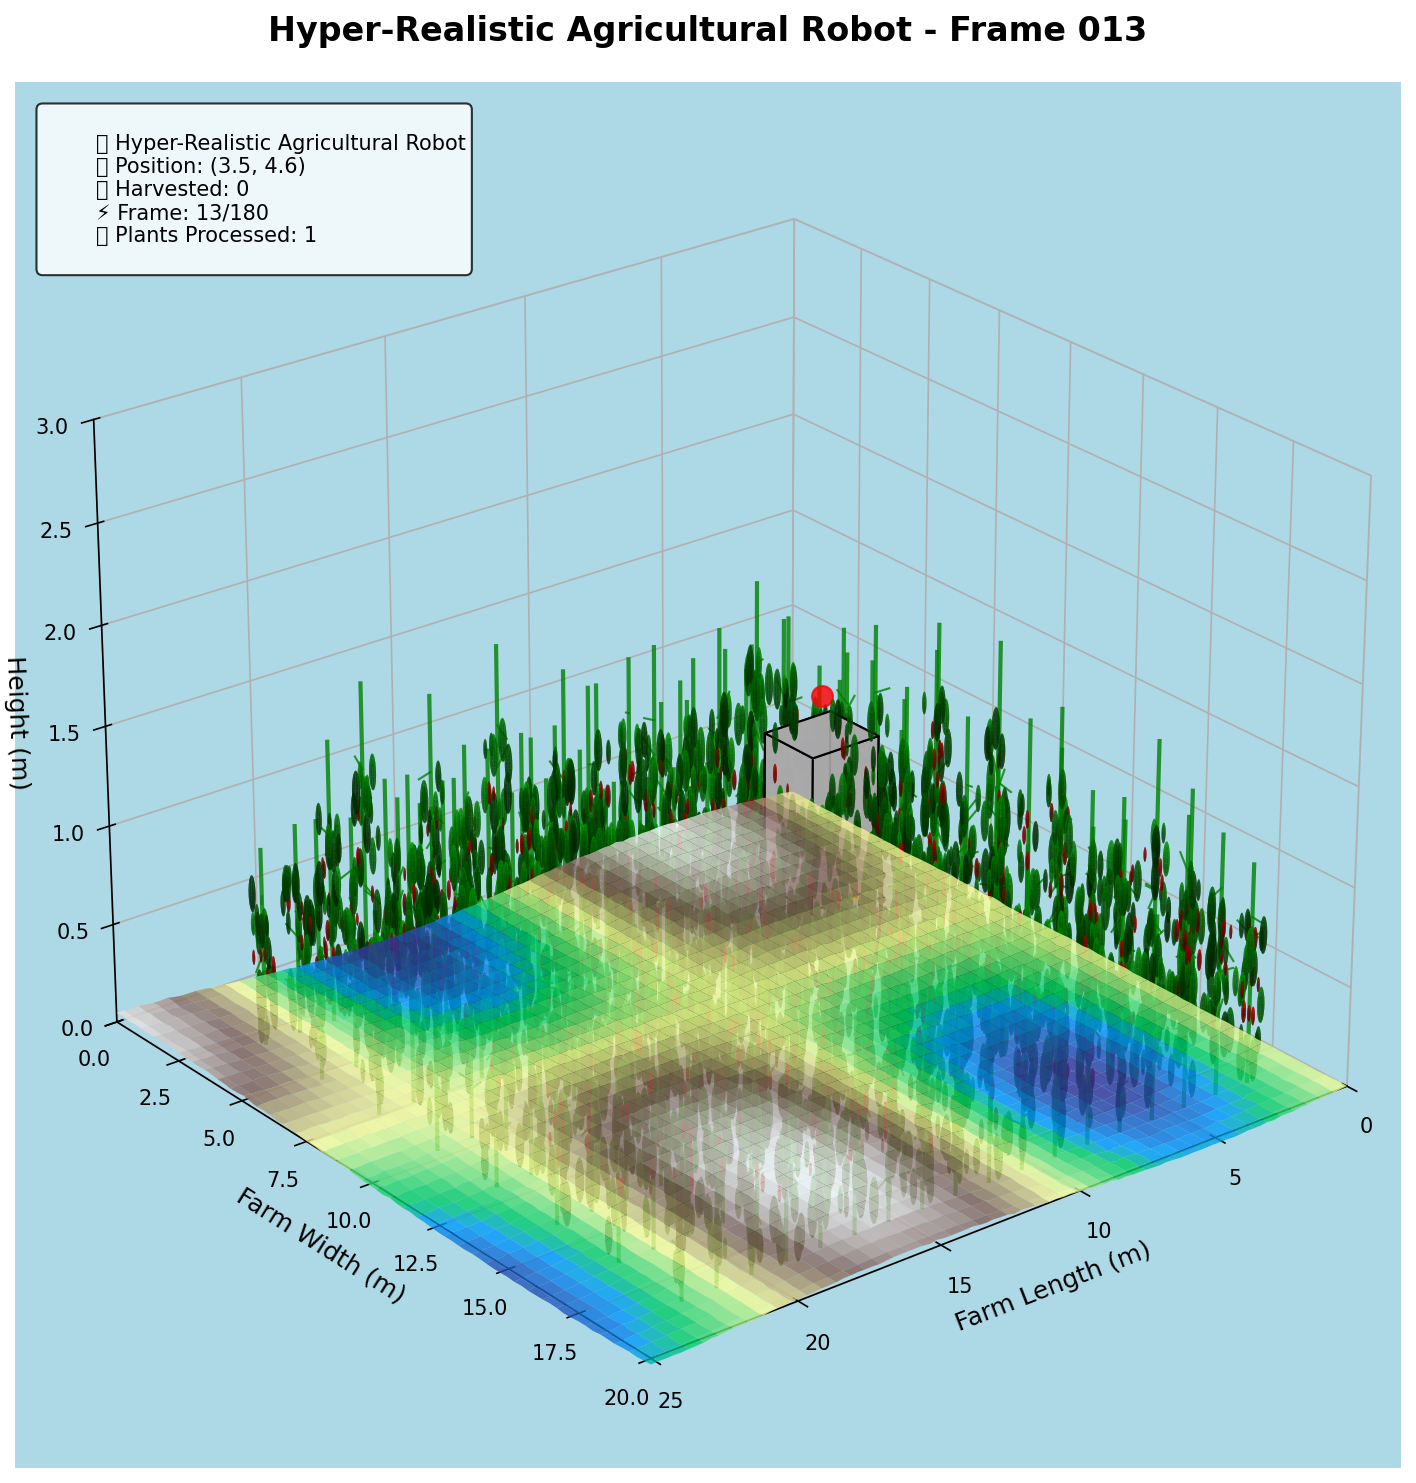 Hyper-Realistic Agricultural Robot - Frame 013
Hyper-Realistic Agricultural Robot
Position: (3.5, 4.6)
Harvested: 0
⚡ Frame: 13/180
Plants Processed: 1
3.0
2.5
2.0
1.5
1.0
0.5
0.0
Height (m)
0.0
2.5
5.0
7.5
10.0
12.5
15.0
17.5
20.0
Farm Width (m)
0
5
10
15
20
25
Farm Length (m)